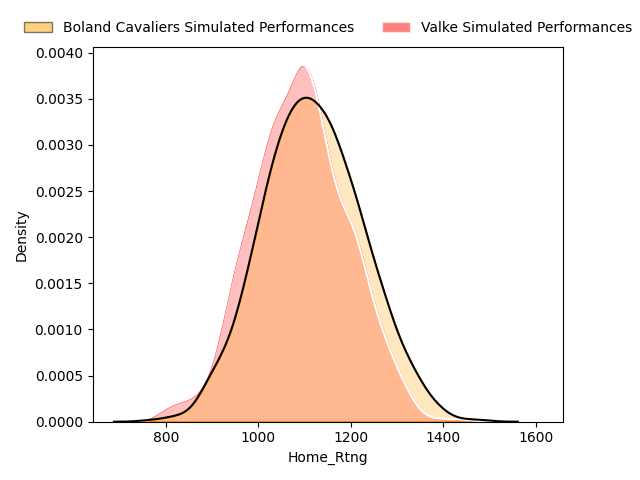 Boland Cavaliers Simulated Performances Valke Simulated Performances
0.0040
0.0035
0.0030
0.0025
0.0020
0.0015
0.0010
0.0005
0.0000
Density
800 1000 1200 1400 1600
Home_Rtng